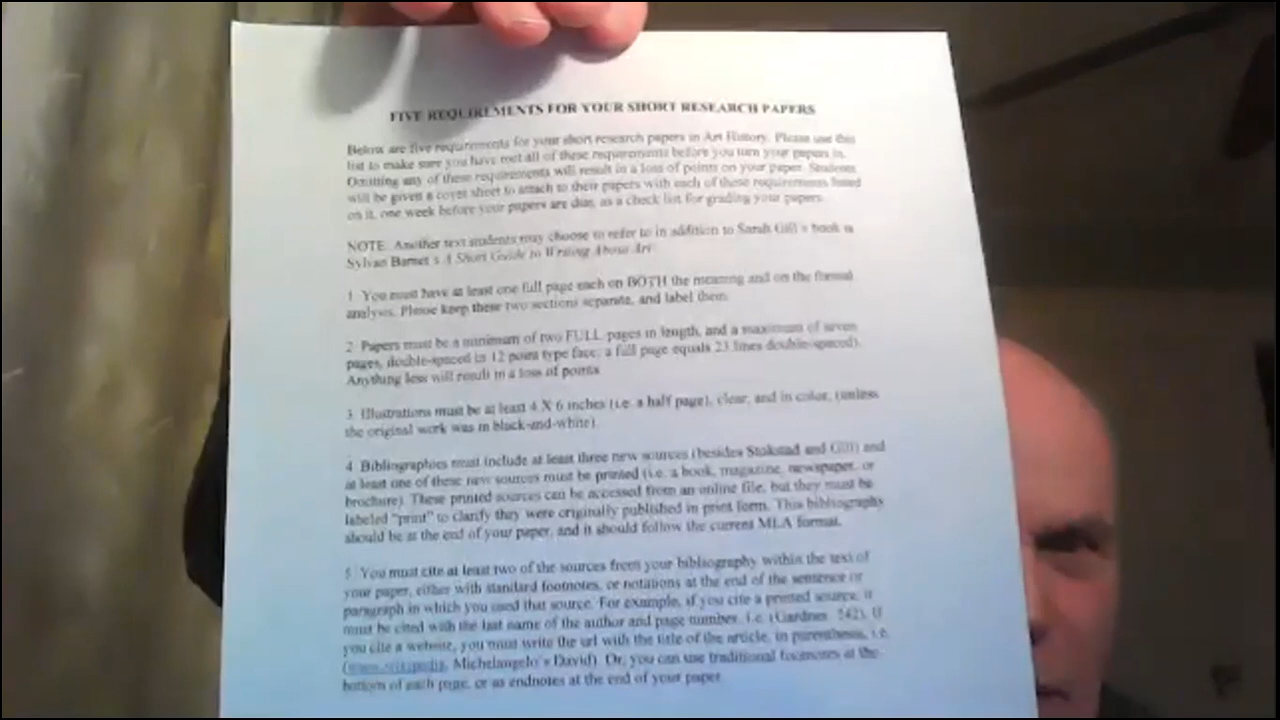 FIVE REQUIREMENTS FOR YOUR SHORT RESEARCH PAPERS
Below are five requirements for your short research papers in Art History. Please use this
list to make sure you have met all of these requirements before you turn your papers in.
Omitting any of these requirements will result in a loss of points on your paper. Students
will be given a cover sheet to attach to their papers with each of these requirements listed
on it, one week before your papers are due, as a check list for grading your papers.
NOTE: Another text students may choose to refer to in addition to Sarah Gill's book is
Sylvan Barnet's A Short Guide to Writing About Art.
1. You must have at least one full page each on BOTH the meaning and on the formal
analysis. Please keep these two sections separate, and label them.
2. Papers must be a minimum of two FULL pages in length, and a maximum of seven
pages, double-spaced in 12 point type face; a full page equals 23 lines double-spaced).
Anything less will result in a loss of points.
3. Illustrations must be at least 4 X 6 inches (i.e. a half page), clear, and in color, (unless
the original work was in black-and-white).
4. Bibliographies must include at least three new sources (besides Stokstad and Gill) and
at least one of these new sources must be printed (i.e. a book, magazine, newspaper, or
brochure). These printed sources can be accessed from an online file, but they must be
labeled "print" to clarify they were originally published in print form. This bibliography
should be at the end of your paper, and it should follow the current MLA format.
5. You must cite at least two of the sources from your bibliography within the text of
your paper, either with standard footnotes, or notations at the end of the sentence or
paragraph in which you used that source. For example, if you cite a printed source, it
must be cited with the last name of the author and page number, i.e. (Gardner, 242). If
you cite a website, you must write the url with the title of the article, in parenthesis, i.e.
(www.wikipedia, Michelangelo's David). Or, you can use traditional footnotes at the
bottom of each page, or as endnotes at the end of your paper.